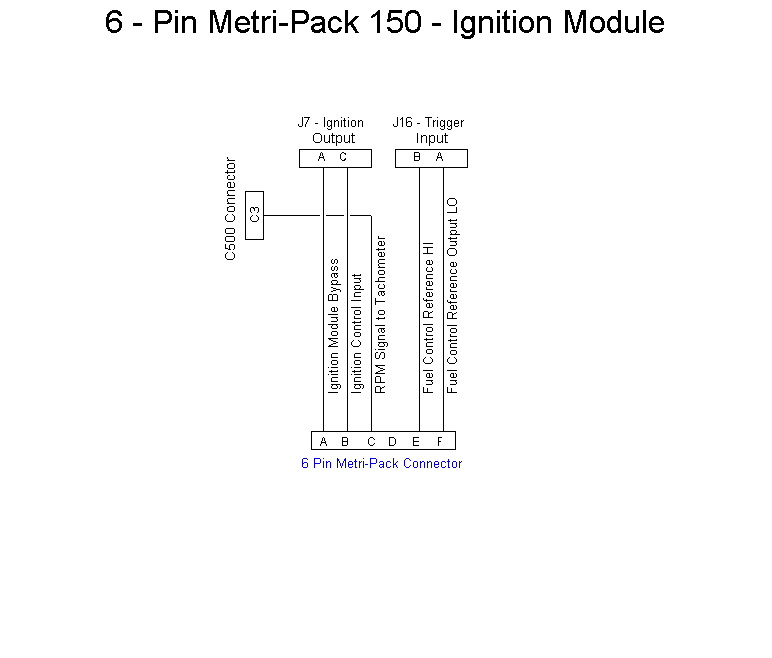 6 - Pin Metri-Pack 150 - Ignition Module
J7 - Ignition
Output
J16 - Trigger
Input
A C
B A
C500 Connector
C3
Ignition Module Bypass
Ignition Control Input
RPM Signal to Tachometer
Fuel Control Reference HI
Fuel Control Reference Output LO
A B C D E F
6 Pin Metri-Pack Connector